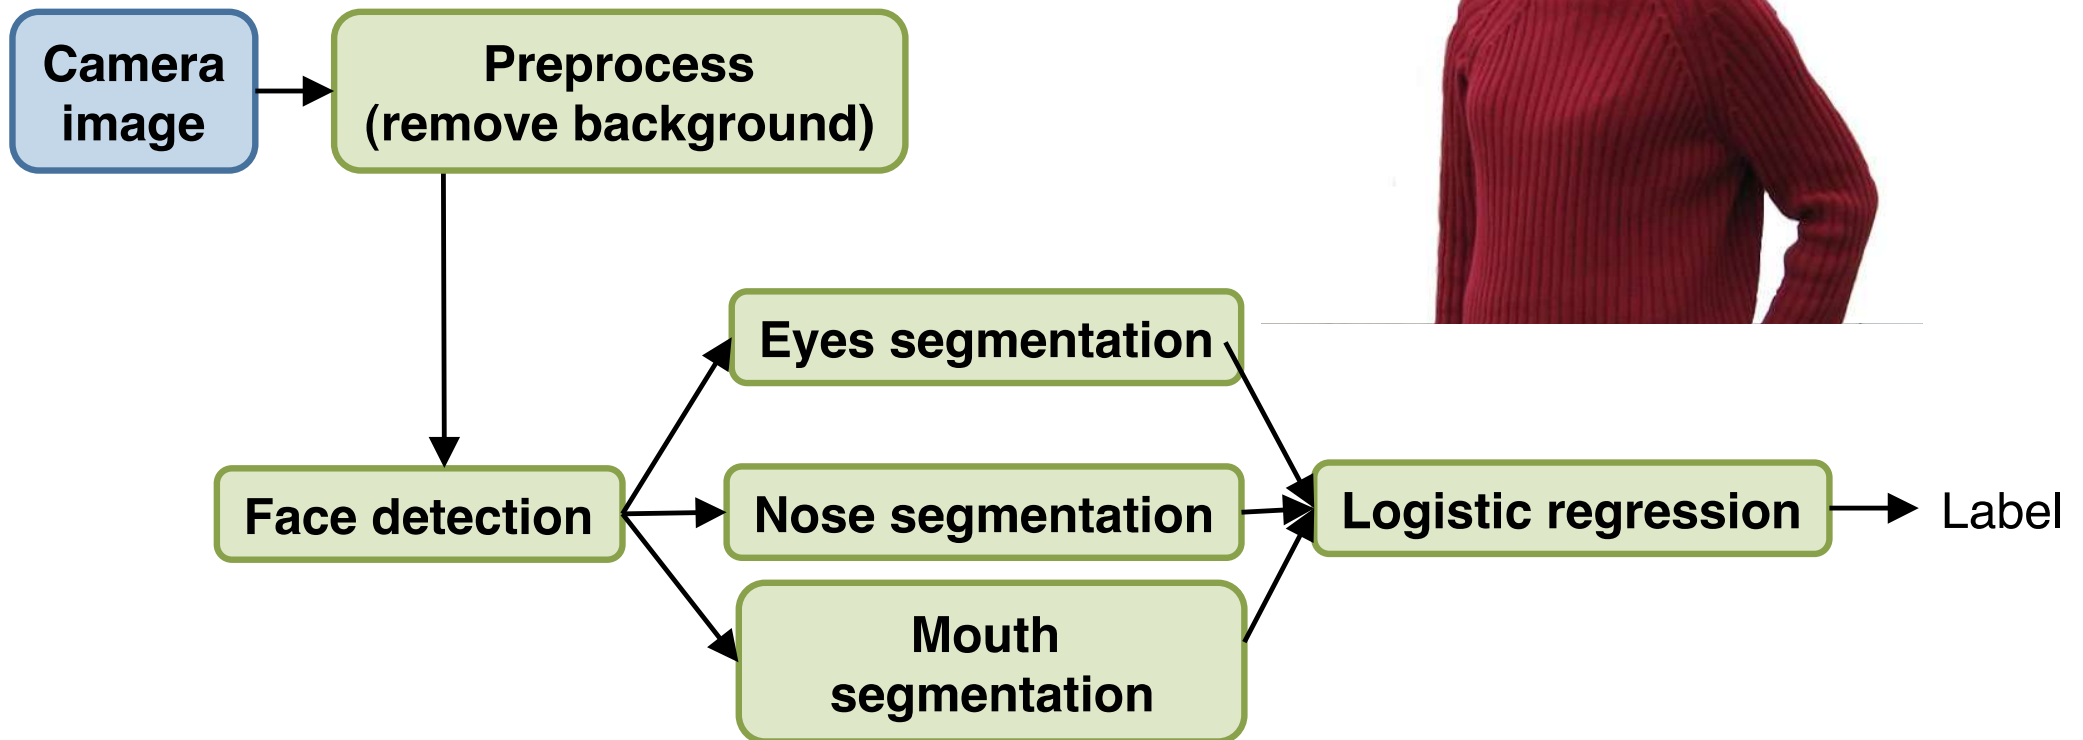 Camera
image
Preprocess
(remove background)
Eyes segmentation
Face detection
Nose segmentation
Logistic regression
Label
Mouth
segmentation